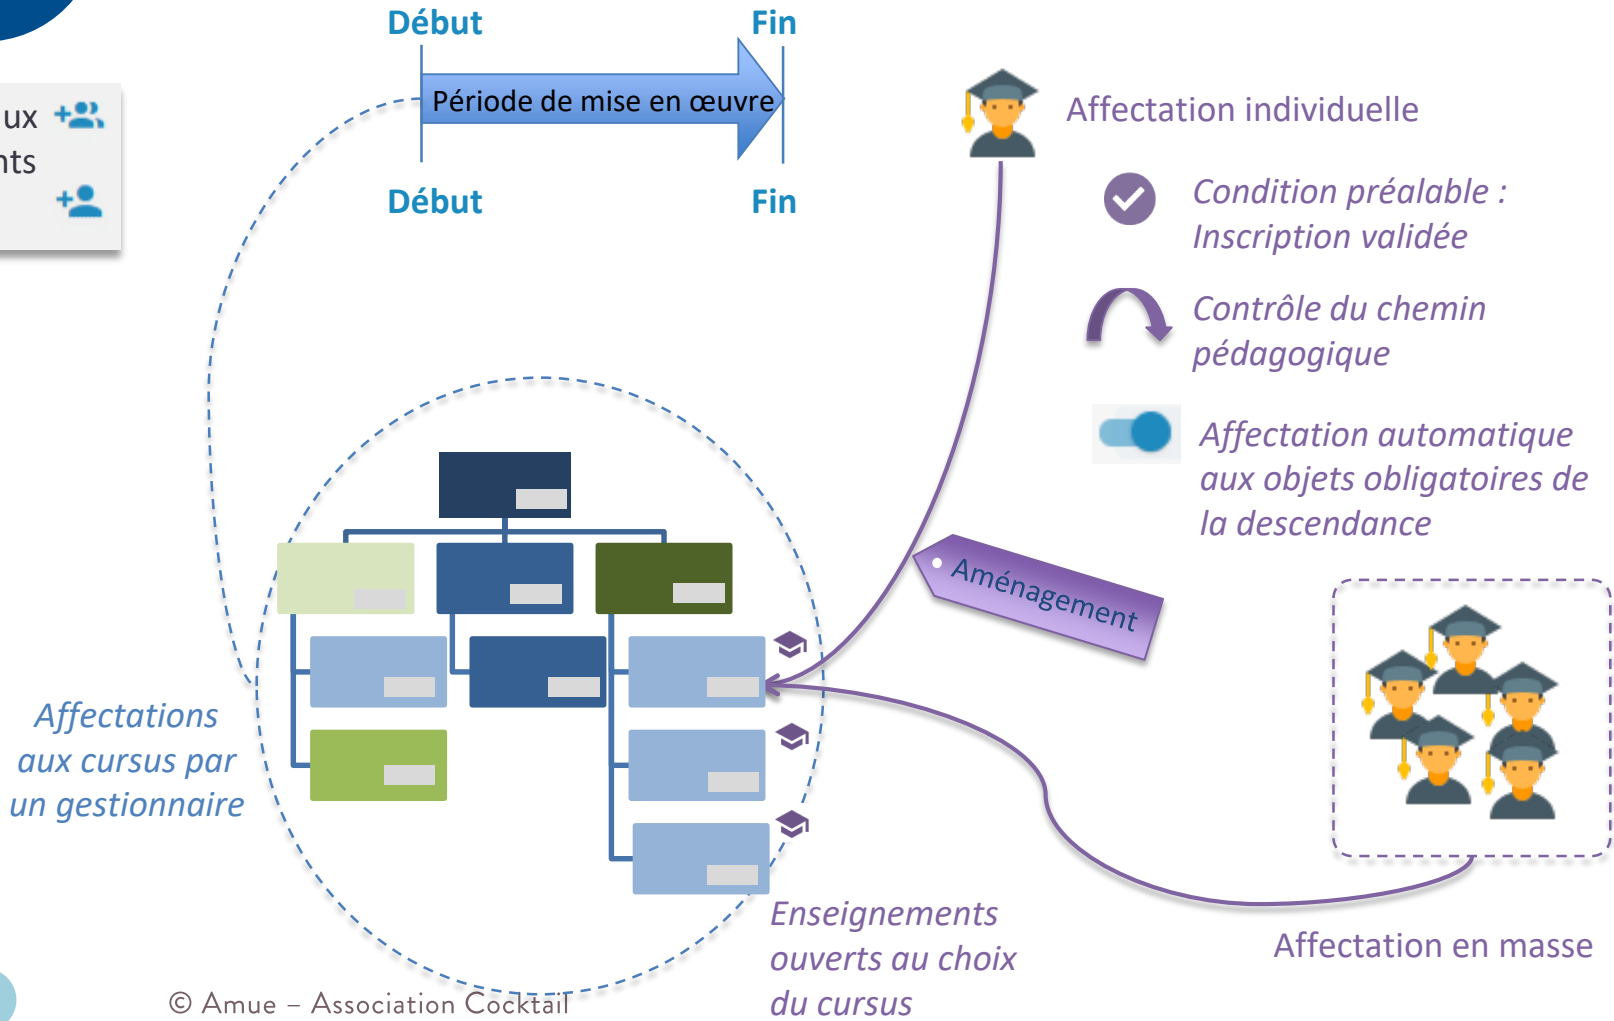 Début
Fin
Période de mise en œuvre
Début
Fin
Affectation individuelle
Condition préalable :
Inscription validée
Contrôle du chemin
pédagogique
Affectation automatique
aux objets obligatoires de
la descendance
Aménagement
Affectations
aux cursus par
un gestionnaire
Enseignements
ouverts au choix
du cursus
Affectation en masse
© Amue – Association Cocktail